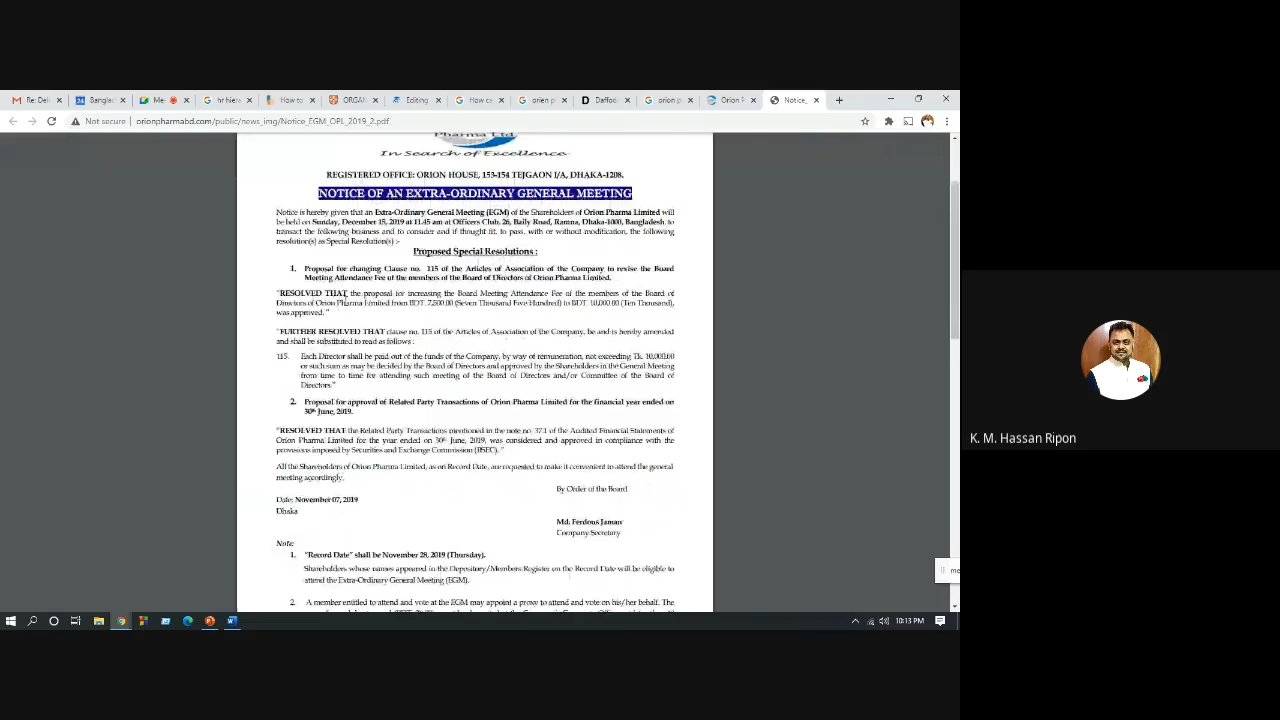 Re: Deli
Banglac
Mee
hr hiera
How to
ORGAN
Editing
How ca
orien p
Daffod
orion p
Orion P
Notice_
Not secure | orionpharmabd.com/public/news_img/Notice_EGM_OPL_2019_2.pdf
Pharma Ltd.
In Search of Excellence
REGISTERED OFFICE: ORION HOUSE, 153-154 TEJGAON I/A, DHAKA-1208.
NOTICE OF AN EXTRA-ORDINARY GENERAL MEETING
Notice is hereby given that an Extra-Ordinary General Meeting (EGM) of the Shareholders of Orion Pharma Limited will
be held on Sunday, December 15, 2019 at 11.45 am at Officers Club, 26, Baily Road, Ramna, Dhaka-1000, Bangladesh. to
transact the following business and to consider and if thought fit. to pass, with or without modification, the following
resolution(s) as Special Resolution(s) :-
Proposed Special Resolutions :
1. Proposal for changing Clause no. 115 of the Articles of Association of the Company to revise the Board
Meeting Attendance Fee of the members of the Board of Directors of Orion Pharma Limited.
"RESOLVED THAT the proposal for increasing the Board Meeting Attendance Fee of the members of the Board of
Directors of Orion Pharma Limited from BDT. 7,500.00 (Seven Thousand Five Hundred) to BDT. 10,000.00 (Ten Thousand),
was approved."
"FURTHER RESOLVED THAT clause no. 115 of the Articles of Association of the Company, be and is hereby amended
and shall be substituted to read as follows :
115. Each Director shall be paid out of the funds of the Company, by way of remuneration, not exceeding Tk. 10,000.00
or such sum as may be decided by the Board of Directors and approved by the Shareholders in the General Meeting
from time to time for attending such meeting of the Board of Directors and/or Committee of the Board of
Directors."
2. Proposal for approval of Related Party Transactions of Orion Pharma Limited for the financial year ended on
30th June, 2019.
"RESOLVED THAT the Related Party Transactions mentioned in the note no. 37.1 of the Audited Financial Statements of
Orion Pharma Limited for the year ended on 30th June, 2019, was considered and approved in compliance with the
provisions imposed by Securities and Exchange Commission (BSEC)."
All the Shareholders of Orion Pharma Limited, as on Record Date, are requested to make it convenient to attend the general
meeting accordingly.
By Order of the Board
Date: November 07, 2019
Dhaka
Md. Ferdous Jaman
Company Secretary
Note:
1. "Record Date" shall be November 28, 2019 (Thursday).
Shareholders whose names appeared in the Depository/Members Register on the Record Date will be eligible to
attend the Extra-Ordinary General Meeting (EGM).
2. A member entitled to attend and vote at the EGM may appoint a proxy to attend and vote on his/her behalf. The
10:13 PM
K. M. Hassan Ripon